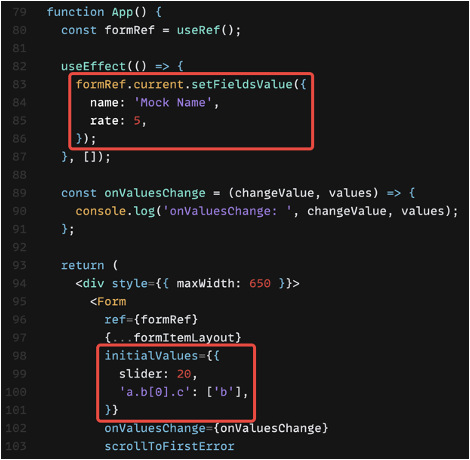 79 function App() {
80   const formRef = useRef();
81
82   useEffect(() => {
83     formRef.current.setFieldsValue({
84       name: 'Mock Name',
85       rate: 5,
86     });
87   }, []);
88
89   const onValuesChange = (changeValue, values) => {
90     console.log('onValuesChange: ', changeValue, values);
91   };
92
93   return (
94     <div style={{ maxWidth: 650 }}>
95       <Form
96         ref={formRef}
97         {...formItemLayout}
98         initialValues={{
99           slider: 20,
100           'a.b[0].c': ['b'],
101         }}
102         onValuesChange={onValuesChange}
103         scrollToFirstError